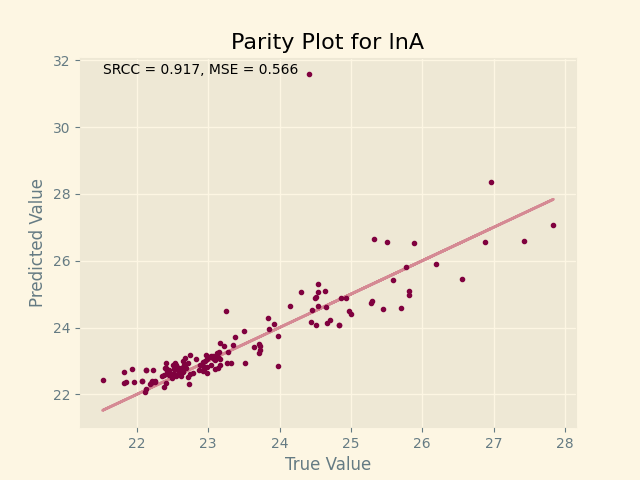 Parity Plot for lnA
SRCC = 0.917, MSE = 0.566
32
30
28
26
24
22
Predicted Value
22 23 24 25 26 27 28
True Value